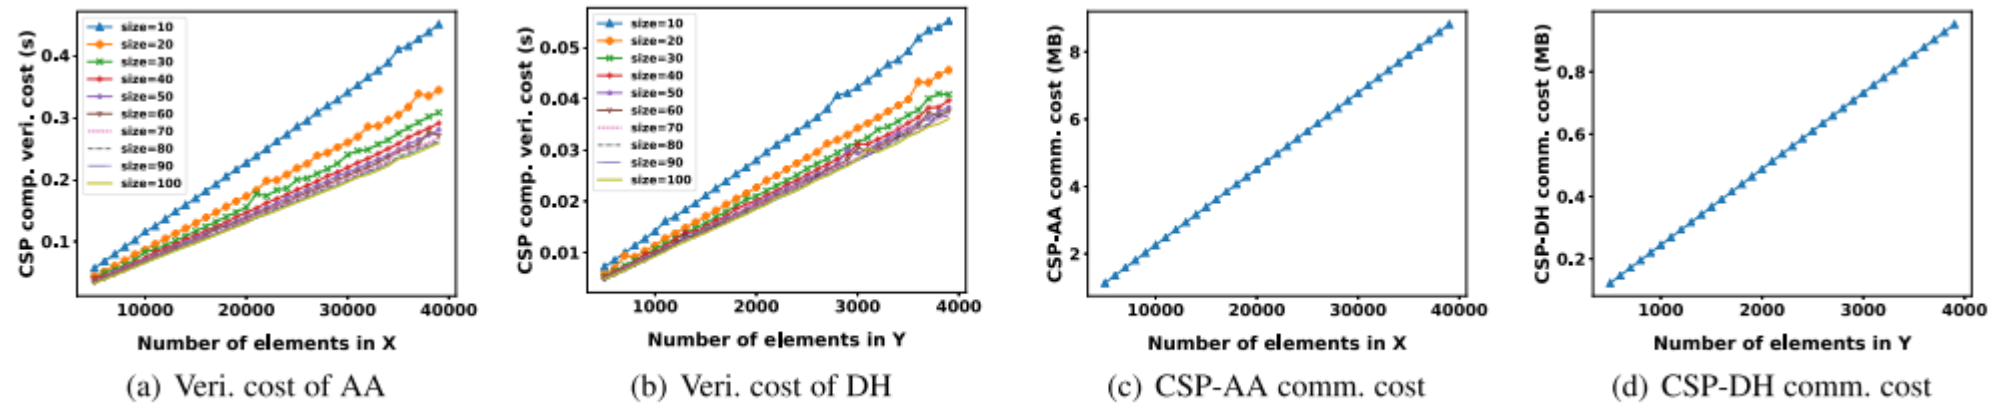 CSP comp. veri. cost (s)
0.4
0.3
0.2
0.1
size=10
size=20
size=30
size=40
size=50
size=60
size=70
size=80
size=90
size=100
10000 20000 30000 40000
Number of elements in X
(a) Veri. cost of AA
CSP comp. veri. cost (s)
0.05
0.04
0.03
0.02
0.01
size=10
size=20
size=30
size=40
size=50
size=60
size=70
size=80
size=90
size=100
1000 2000 3000 4000
Number of elements in Y
(b) Veri. cost of DH
CSP-AA comm. cost (MB)
8
6
4
2
10000 20000 30000 40000
Number of elements in X
(c) CSP-AA comm. cost
CSP-DH comm. cost (MB)
0.8
0.6
0.4
0.2
1000 2000 3000 4000
Number of elements in Y
(d) CSP-DH comm. cost